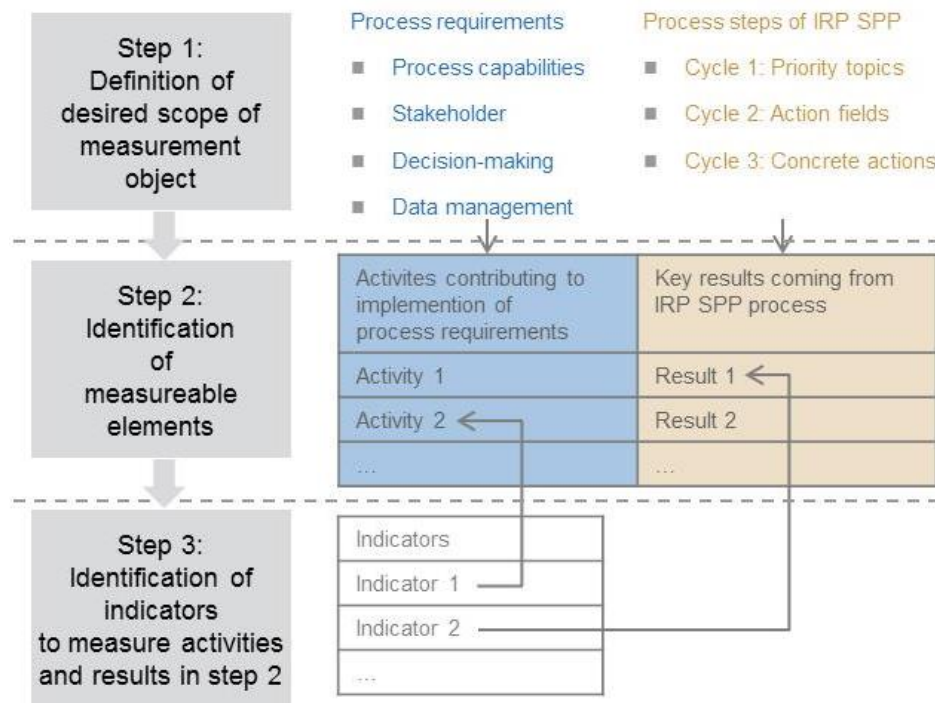 Step 1:
Definition of
desired scope of
measurement
object
Process requirements
Process capabilities
Stakeholder
Decision-making
Data management
Process steps of IRP SPP
Cycle 1: Priority topics
Cycle 2: Action fields
Cycle 3: Concrete actions
Step 2:
Identification
of
measureable
elements
Activites contributing to
implemention of
process requirements
Activity 1
Activity 2
...
Key results coming from
IRP SPP process
Result 1
Result 2
...
Step 3:
Identification of
indicators
to measure activities
and results in step 2
Indicators
Indicator 1
Indicator 2
...